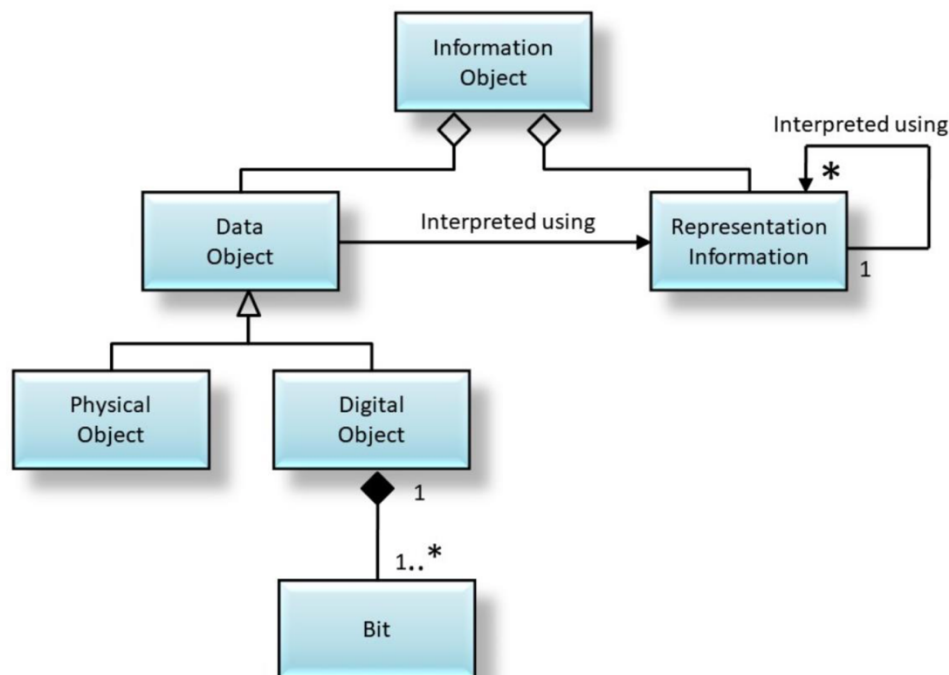 Information
Object
Interpreted using
*
Data
Object
Interpreted using
Representation
Information
1
Physical
Object
Digital
Object
1
1..*
Bit